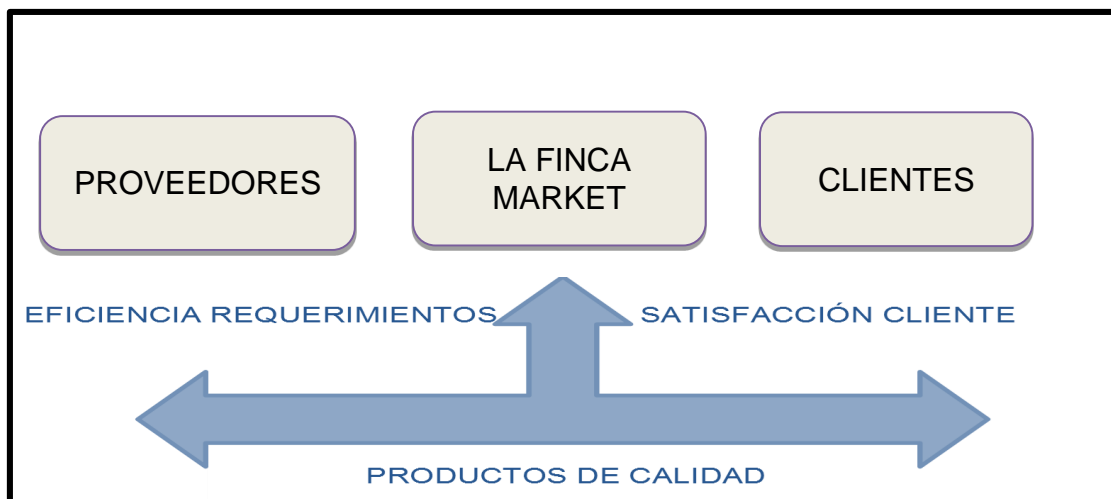 PROVEEDORES
LA FINCA
MARKET
CLIENTES
EFICIENCIA REQUERIMIENTOS
SATISFACCIÓN CLIENTE
PRODUCTOS DE CALIDAD